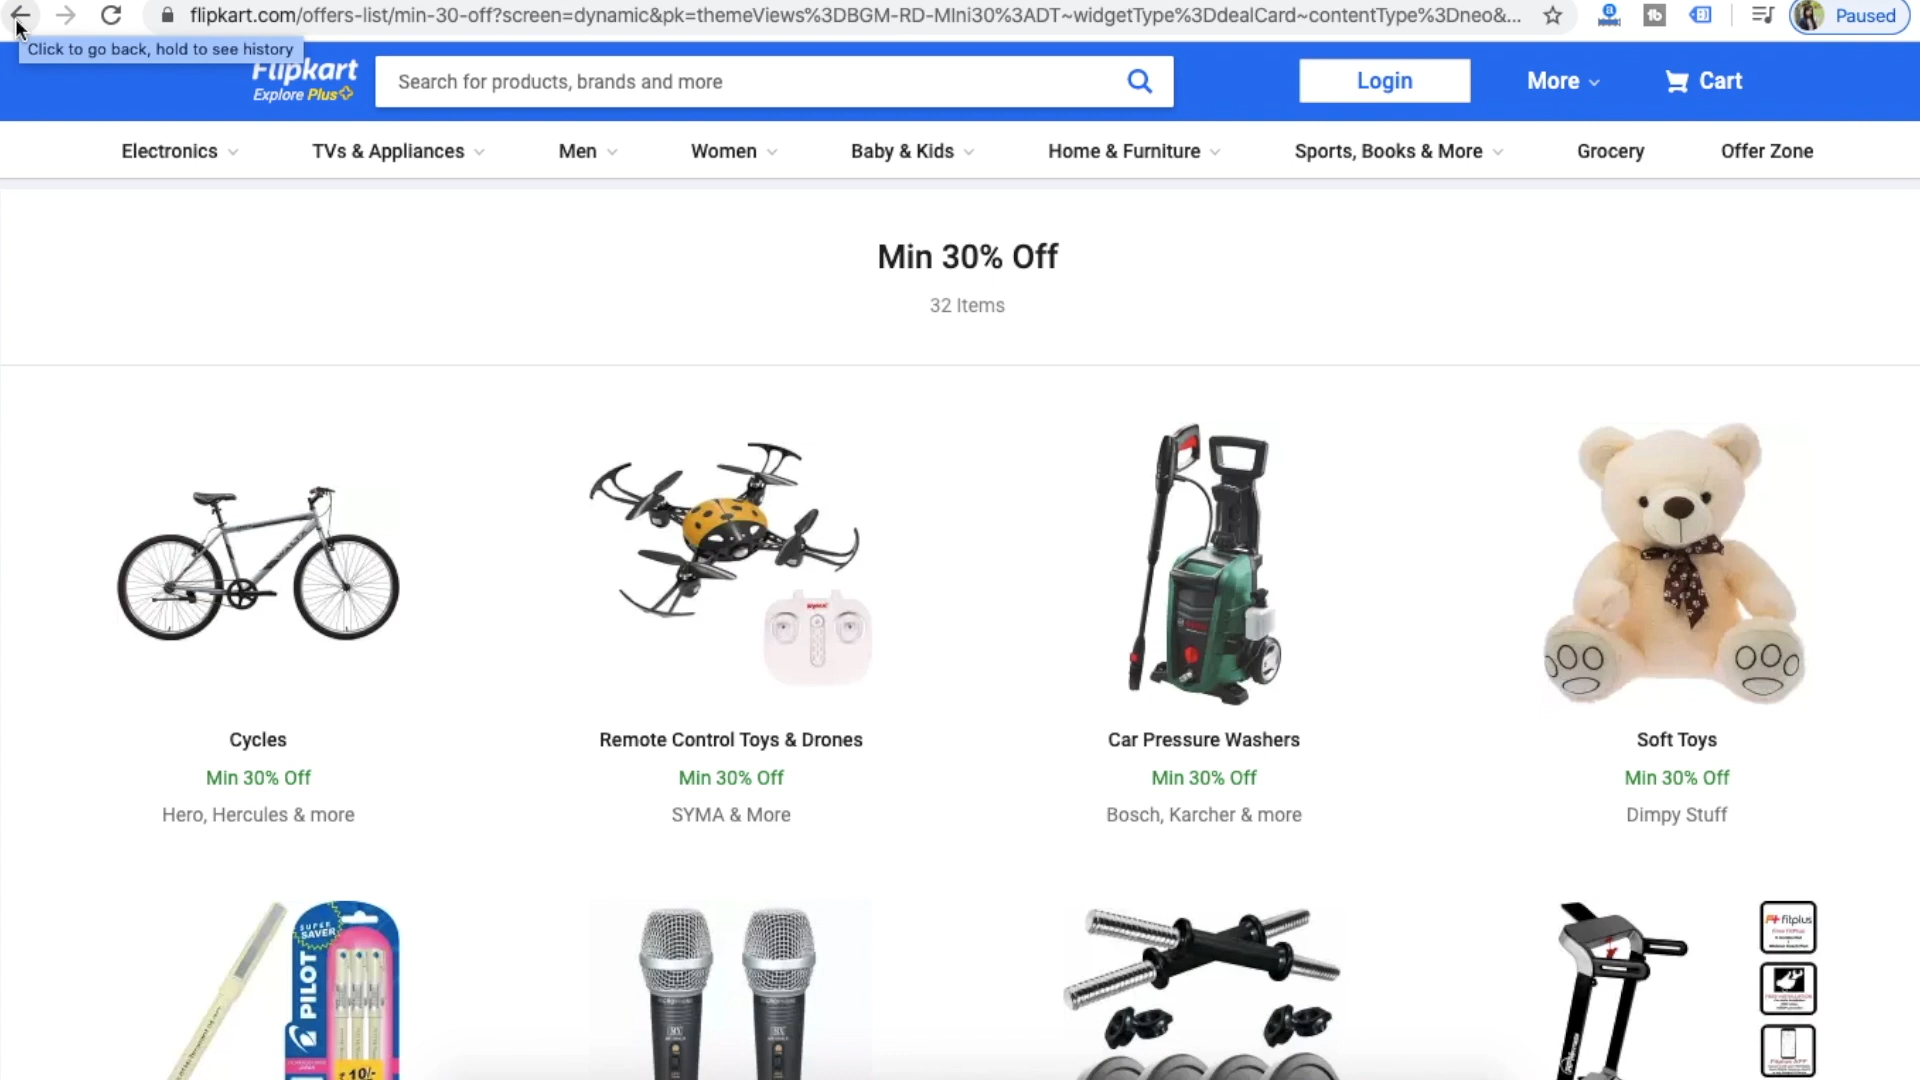 flipkart.com/offers-list/min-30-off?screen=dynamic&pk=themeViews%3DBGM-RD-MIni30%3ADT~widgetType%3DdealCard~contentType%3Dneo&...
Paused
Click to go back, hold to see history
Flipkart
Explore Plus
Search for products, brands and more
Login
More
Cart
Electronics
TVs & Appliances
Men
Women
Baby & Kids
Home & Furniture
Sports, Books & More
Grocery
Offer Zone
Min 30% Off
32 Items
Cycles
Remote Control Toys & Drones
Car Pressure Washers
Soft Toys
Min 30% Off
Min 30% Off
Min 30% Off
Min 30% Off
Hero, Hercules & more
SYMA & More
Bosch, Karcher & more
Dimpy Stuff
SUPER
SAVER
PILOT
₹10/-
fitplus